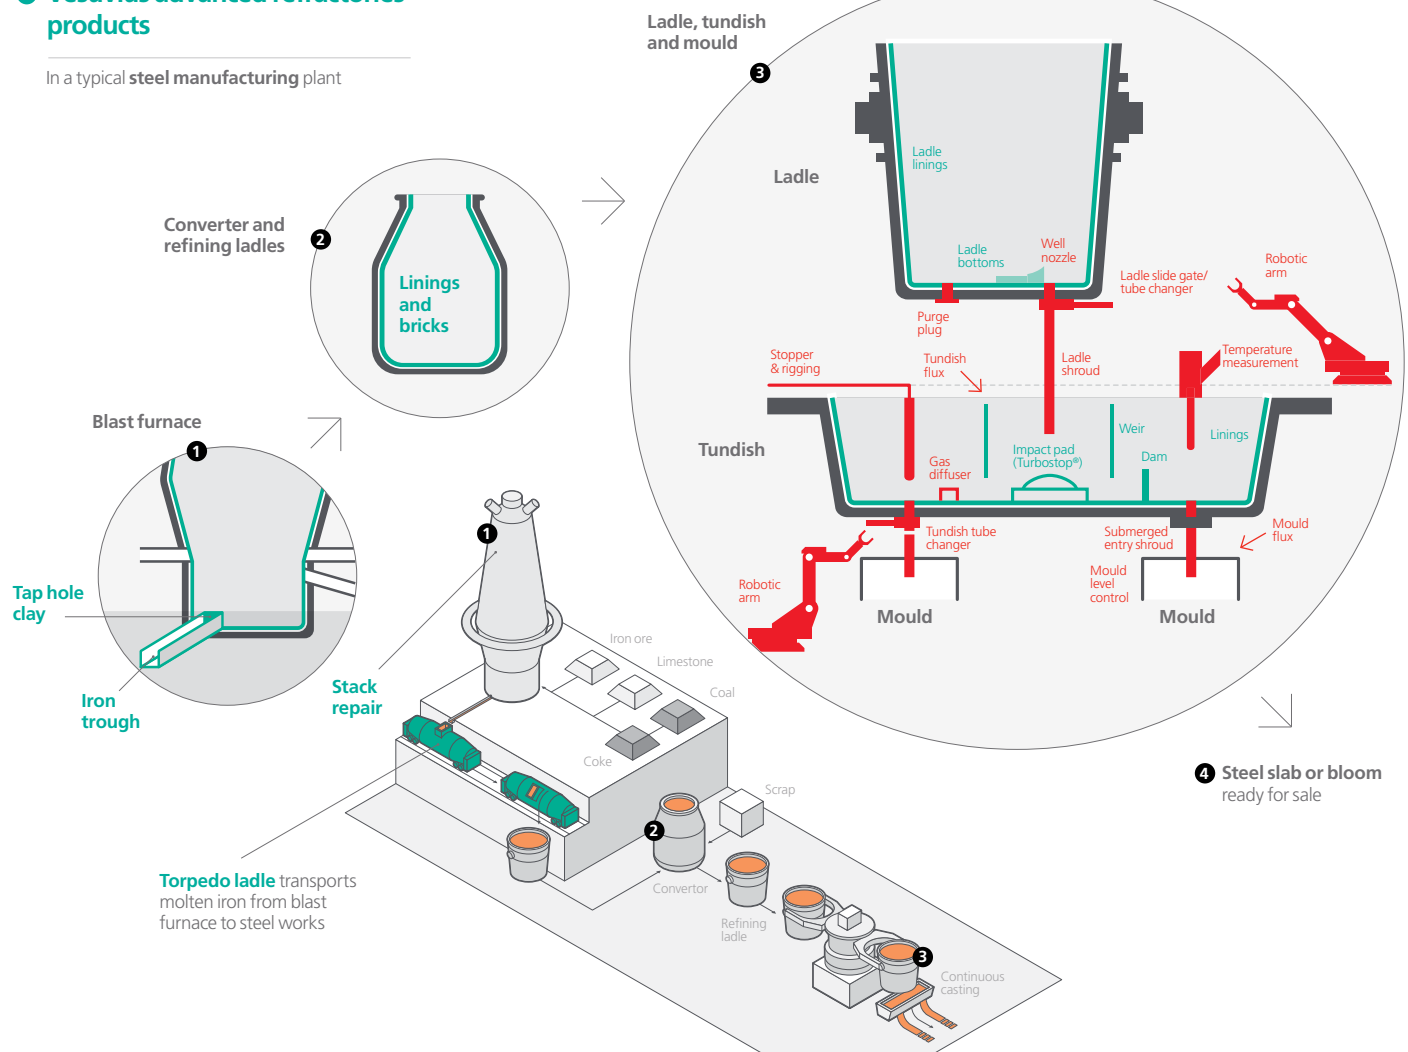 Vesuvius advanced refractories
products
In a typical steel manufacturing plant
Ladle, tundish
and mould
3
Ladle
Ladle
linings
Ladle
bottoms
Well
nozzle
Ladle slide gate/
tube changer
Robotic
arm
Purge
plug
Stopper
& rigging
Tundish
flux
Ladle
shroud
Temperature
measurement
Tundish
Weir
Linings
Impact pad
(Turbostop®)
Dam
Gas
diffuser
Tundish tube
changer
Submerged
entry shroud
Mould
flux
Mould
level
control
Robotic
arm
Mould
Mould
Converter and
refining ladles
2
Linings
and
bricks
Blast furnace
1
Tap hole
clay
Iron
trough
Stack
repair
1
Iron ore
Limestone
Coal
Coke
Scrap
2
Convertor
Refining
ladle
3
Continuous
casting
Torpedo ladle transports
molten iron from blast
furnace to steel works
4 Steel slab or bloom
ready for sale